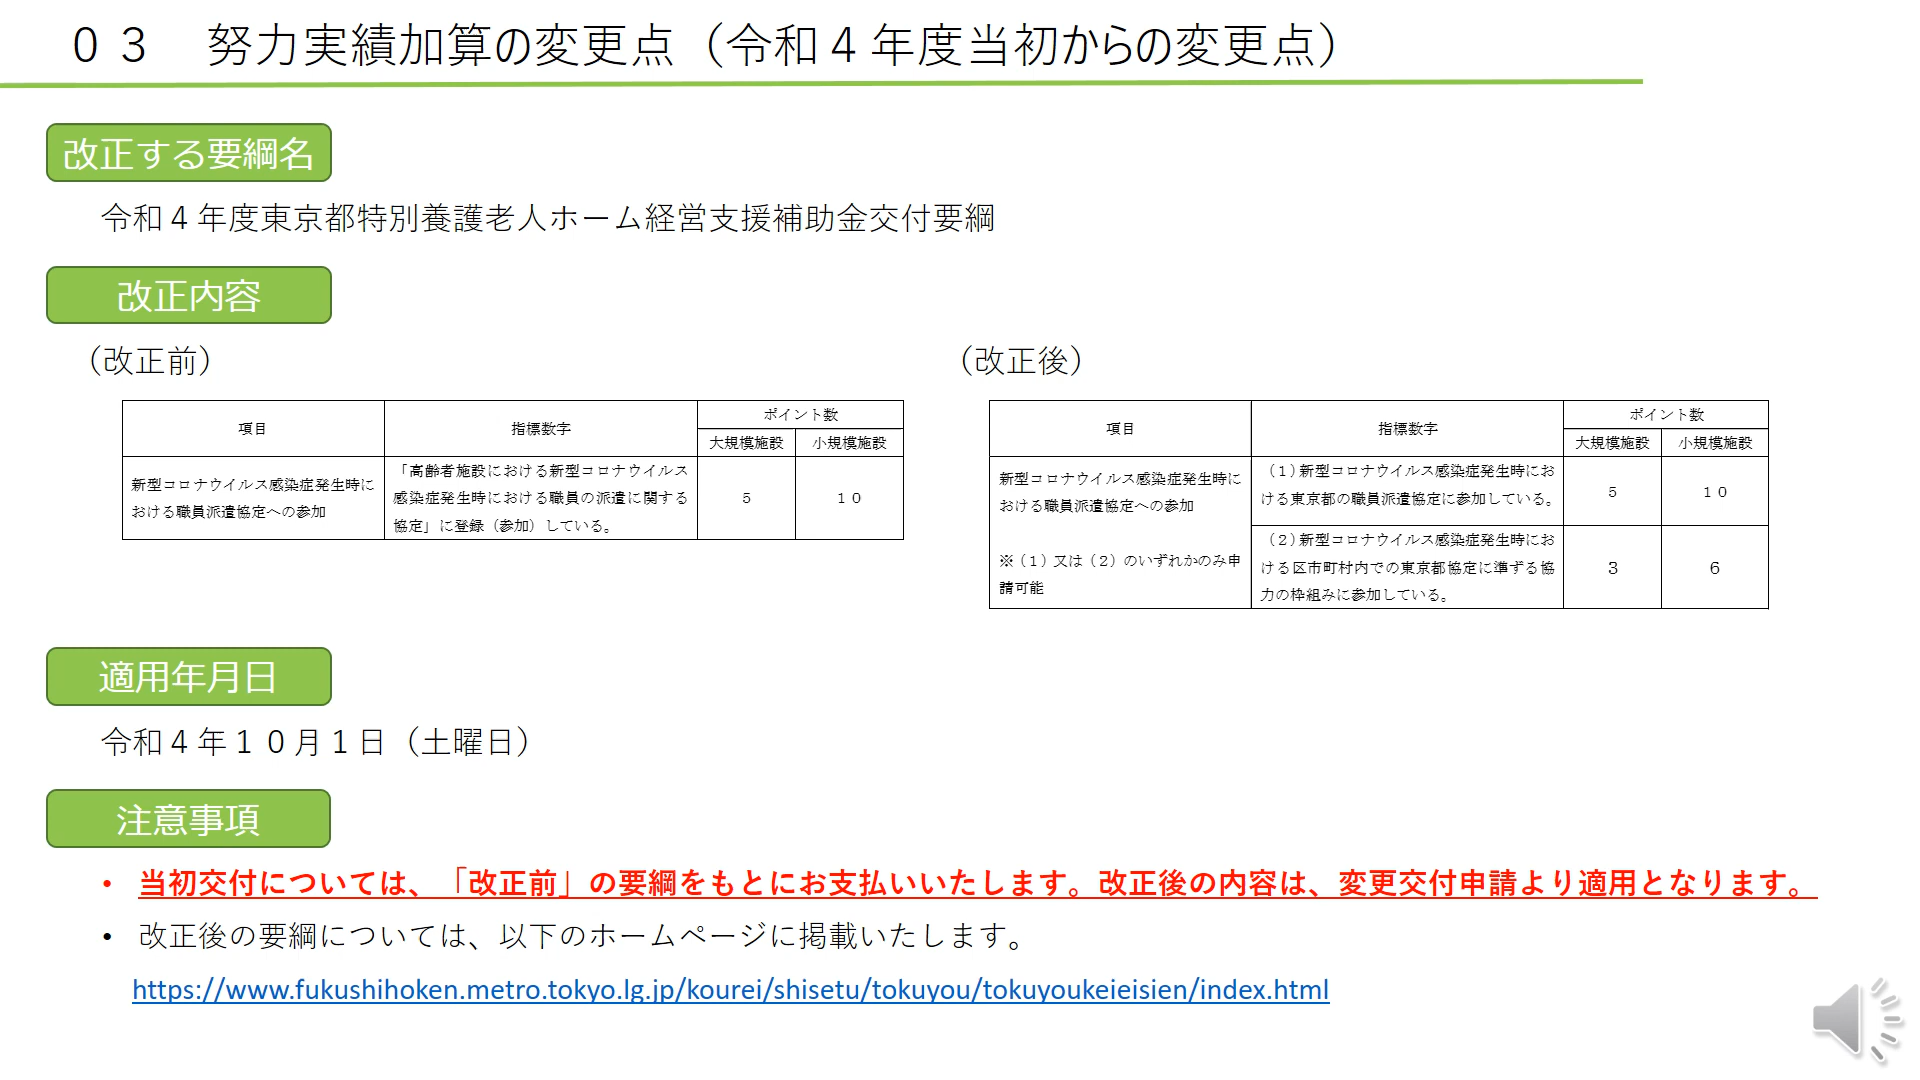 ０３　努力実績加算の変更点（令和４年度当初からの変更点）
改正する要綱名
令和４年度東京都特別養護老人ホーム経営支援補助金交付要綱
改正内容
（改正前）
項目
指標数字
ポイント数
大規模施設
小規模施設
新型コロナウイルス感染症発生時に
おける職員派遣協定への参加
「高齢者施設における新型コロナウイルス
感染症発生時における職員の派遣に関する
協定」に登録（参加）している。
５
１０
（改正後）
項目
指標数字
ポイント数
大規模施設
小規模施設
新型コロナウイルス感染症発生時に
おける職員派遣協定への参加
※（１）又は（２）のいずれかのみ申
請可能
（１）新型コロナウイルス感染症発生時にお
ける東京都の職員派遣協定に参加している。
５
１０
（２）新型コロナウイルス感染症発生時にお
ける区市町村内での東京都協定に準ずる協
力の枠組みに参加している。
３
６
適用年月日
令和４年１０月１日（土曜日）
注意事項
• 当初交付については、「改正前」の要綱をもとにお支払いいたします。改正後の内容は、変更交付申請より適用となります。
• 改正後の要綱については、以下のホームページに掲載いたします。
https://www.fukushihoken.metro.tokyo.lg.jp/kourei/shisetu/tokuyou/tokuyoukeieisien/index.html